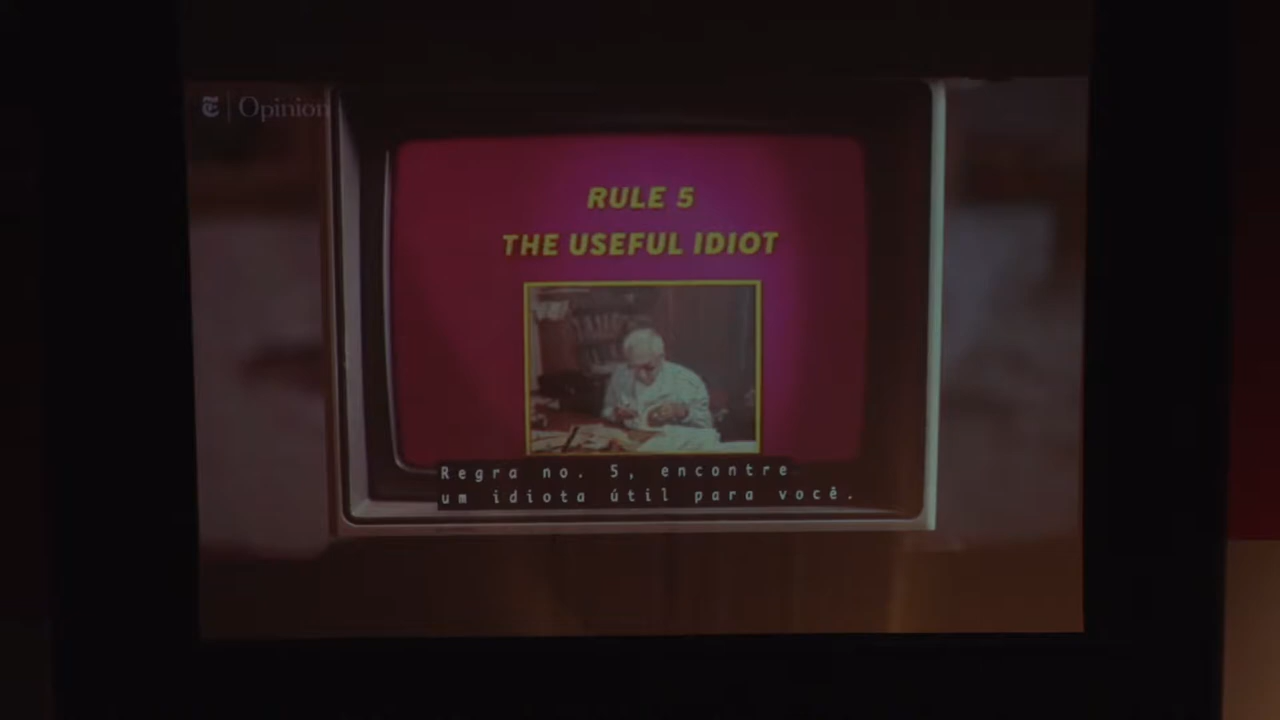 T | Opinion
RULE 5
THE USEFUL IDIOT
Regra no. 5, encontre
um idiota útil para você.